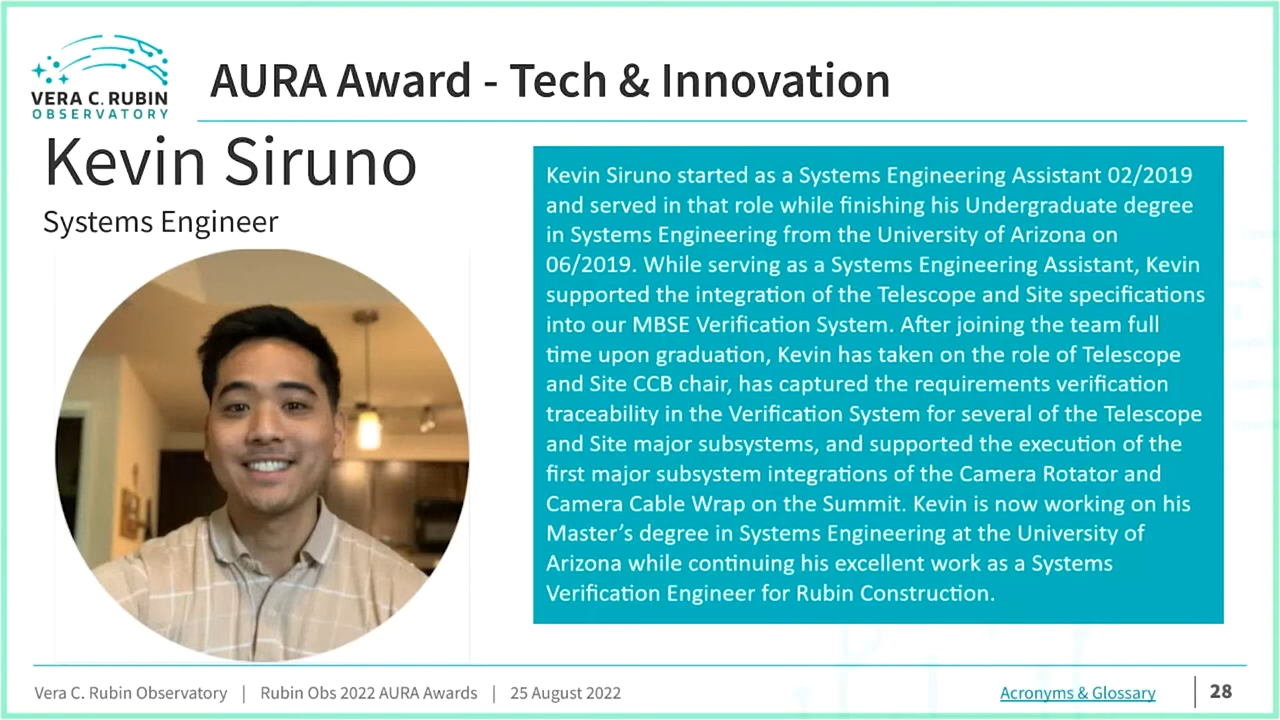 VERA C. RUBIN
OBSERVATORY
AURA Award - Tech & Innovation
Kevin Siruno
Systems Engineer
Kevin Siruno started as a Systems Engineering Assistant 02/2019
and served in that role while finishing his Undergraduate degree
in Systems Engineering from the University of Arizona on
06/2019. While serving as a Systems Engineering Assistant, Kevin
supported the integration of the Telescope and Site specifications
into our MBSE Verification System. After joining the team full
time upon graduation, Kevin has taken on the role of Telescope
and Site CCB chair, has captured the requirements verification
traceability in the Verification System for several of the Telescope
and Site major subsystems, and supported the execution of the
first major subsystem integrations of the Camera Rotator and
Camera Cable Wrap on the Summit. Kevin is now working on his
Master’s degree in Systems Engineering at the University of
Arizona while continuing his excellent work as a Systems
Verification Engineer for Rubin Construction.
Vera C. Rubin Observatory | Rubin Obs 2022 AURA Awards | 25 August 2022
Acronyms & Glossary | 28